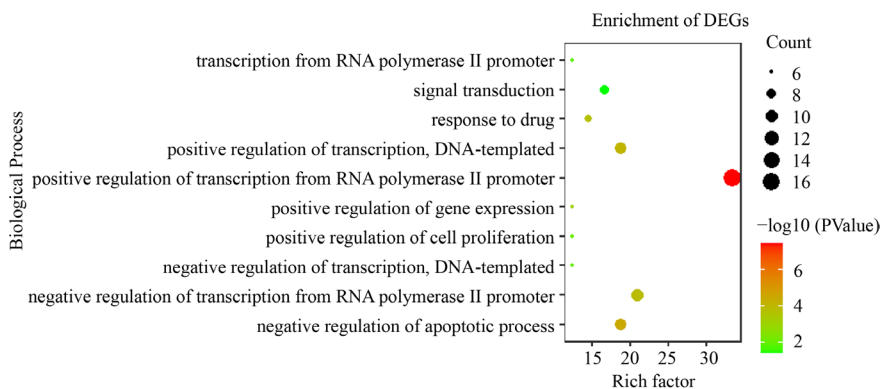 Enrichment of DEGs
Biological Process
transcription from RNA polymerase II promoter
signal transduction
response to drug
positive regulation of transcription, DNA-templated
positive regulation of transcription from RNA polymerase II promoter
positive regulation of gene expression
positive regulation of cell proliferation
negative regulation of transcription, DNA-templated
negative regulation of transcription from RNA polymerase II promoter
negative regulation of apoptotic process
15 20 25 30
Rich factor
Count
6
8
10
12
14
16
−log10 (PValue)
6
4
2